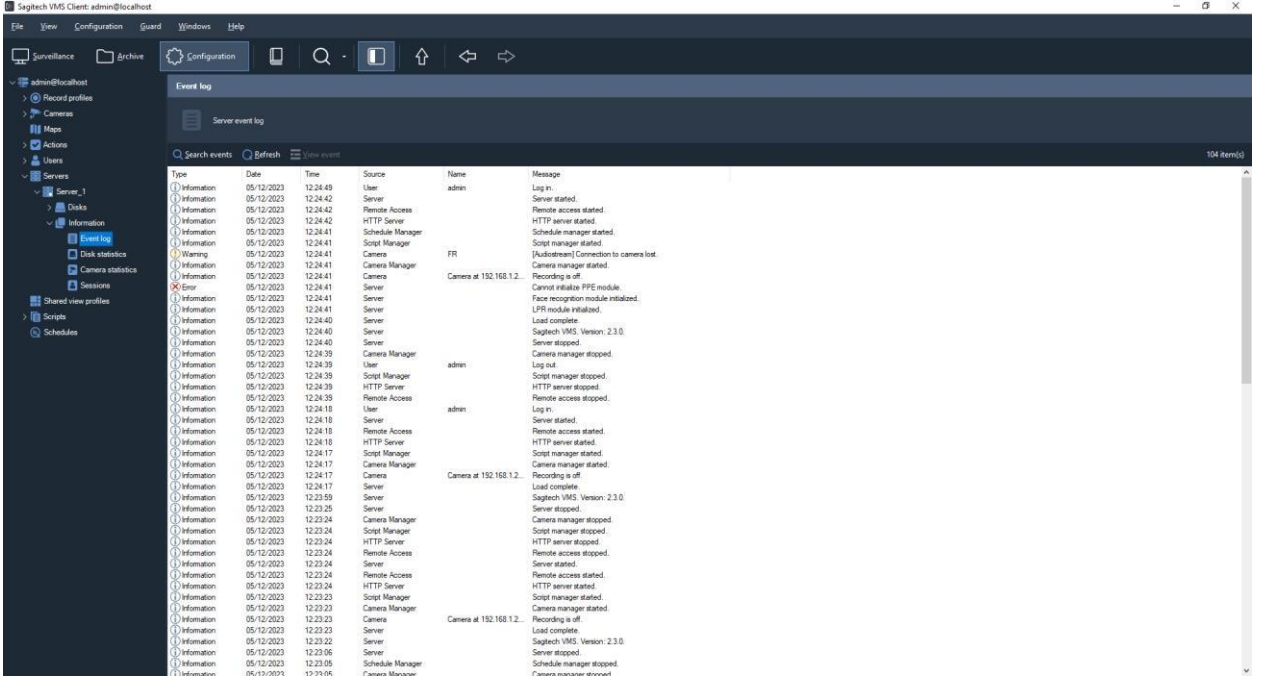 Sagitech VMS Client: admin@localhost
File View Configuration Guard Windows Help
Surveillance Archive Configuration
admin@localhost
Record profiles
Cameras
Maps
Actions
Users
Servers
Server_1
Disks
Information
Event log
Disk statistics
Camera statistics
Sessions
Shared view profiles
Scripts
Schedules
Event log
Server event log
Search events Refresh View event 104 item(s)
Type Date Time Source Name Message
Information 05/12/2023 12:24:49 User admin Log in.
Information 05/12/2023 12:24:42 Server Server started.
Information 05/12/2023 12:24:42 Remote Access Remote access started.
Information 05/12/2023 12:24:42 HTTP Server HTTP server started.
Information 05/12/2023 12:24:41 Schedule Manager Schedule manager started.
Information 05/12/2023 12:24:41 Script Manager Script manager started.
Warning 05/12/2023 12:24:41 Camera FR [Audiostream] Connection to camera lost.
Information 05/12/2023 12:24:41 Camera Manager Camera manager started.
Information 05/12/2023 12:24:41 Camera Camera at 192.168.1.2... Recording is off.
Error 05/12/2023 12:24:41 Server Cannot initialize PPE module.
Information 05/12/2023 12:24:41 Server Face recognition module initialized.
Information 05/12/2023 12:24:41 Server LPR module initialized.
Information 05/12/2023 12:24:40 Server Load complete.
Information 05/12/2023 12:24:40 Server Sagitech VMS. Version: 2.3.0.
Information 05/12/2023 12:24:40 Server Server stopped.
Information 05/12/2023 12:24:39 Camera Manager Camera manager stopped.
Information 05/12/2023 12:24:39 User admin Log out.
Information 05/12/2023 12:24:39 Script Manager Script manager stopped.
Information 05/12/2023 12:24:39 HTTP Server HTTP server stopped.
Information 05/12/2023 12:24:39 Remote Access Remote access stopped.
Information 05/12/2023 12:24:18 User admin Log in.
Information 05/12/2023 12:24:18 Server Server started.
Information 05/12/2023 12:24:18 Remote Access Remote access started.
Information 05/12/2023 12:24:18 HTTP Server HTTP server started.
Information 05/12/2023 12:24:17 Script Manager Script manager started.
Information 05/12/2023 12:24:17 Camera Manager Camera manager started.
Information 05/12/2023 12:24:17 Camera Camera at 192.168.1.2... Recording is off.
Information 05/12/2023 12:24:17 Server Load complete.
Information 05/12/2023 12:23:59 Server Sagitech VMS. Version: 2.3.0.
Information 05/12/2023 12:23:25 Server Server stopped.
Information 05/12/2023 12:23:24 Camera Manager Camera manager stopped.
Information 05/12/2023 12:23:24 Script Manager Script manager stopped.
Information 05/12/2023 12:23:24 HTTP Server HTTP server stopped.
Information 05/12/2023 12:23:24 Remote Access Remote access stopped.
Information 05/12/2023 12:23:24 Server Server started.
Information 05/12/2023 12:23:24 Remote Access Remote access started.
Information 05/12/2023 12:23:24 HTTP Server HTTP server started.
Information 05/12/2023 12:23:23 Script Manager Script manager started.
Information 05/12/2023 12:23:23 Camera Manager Camera manager started.
Information 05/12/2023 12:23:23 Camera Camera at 192.168.1.2... Recording is off.
Information 05/12/2023 12:23:23 Server Load complete.
Information 05/12/2023 12:23:22 Server Sagitech VMS. Version: 2.3.0.
Information 05/12/2023 12:23:06 Server Server stopped.
Information 05/12/2023 12:23:05 Schedule Manager Schedule manager stopped.
Information 05/12/2023 12:23:05 Camera Manager Camera manager stopped.